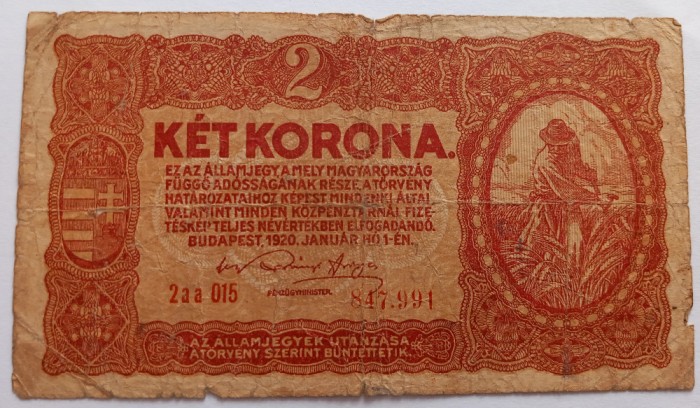 2
KÉT KORONA.
EZ AZ ÁLLAMJEGY, A MELY MAGYARORSZÁG
FÜGGŐ ADÓSSÁGÁNAK RÉSZE, A TÖRVÉNY
HATÁROZATAIHOZ KÉPEST MINDENKI ÁLTAL
VALAMINT MINDEN KÖZPÉNZTÁRNÁL FIZE-
TÉSKÉP TELJES NÉVÉRTÉKBEN ELFOGADANDÓ.
BUDAPEST, 1920. JANUÁR HÓ 1-ÉN.
2aa 015
PÉNZÜGYMINISTER.
847.991
AZ ÁLLAMJEGYEK UTÁNZÁSA
A TÖRVÉNY SZERINT BÜNTETTETIK.